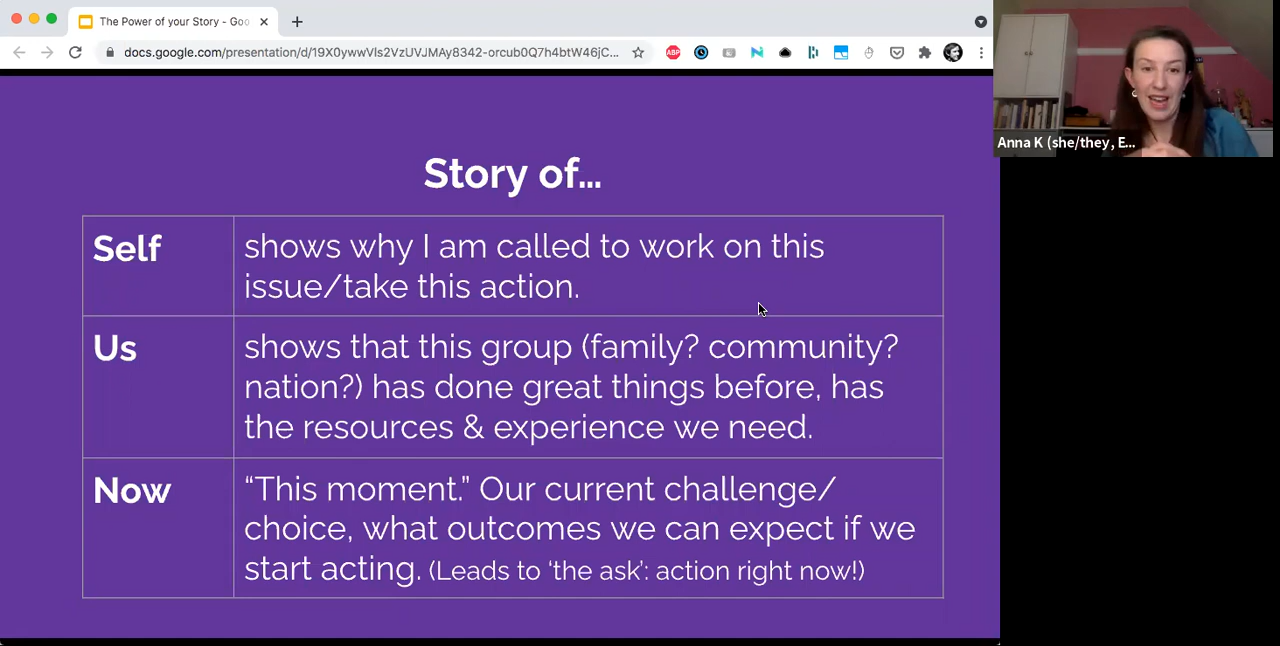 The Power of your Story - Goo
docs.google.com/presentation/d/19X0ywwVIs2VzUVJMAy8342-orcub0Q7h4btW46jC...
ABP
Anna K (she/they, E...
Story of...
Self
shows why I am called to work on this
issue/take this action.
Us
shows that this group (family? community?
nation?) has done great things before, has
the resources & experience we need.
Now
“This moment.” Our current challenge/
choice, what outcomes we can expect if we
start acting. (Leads to ‘the ask’: action right now!)